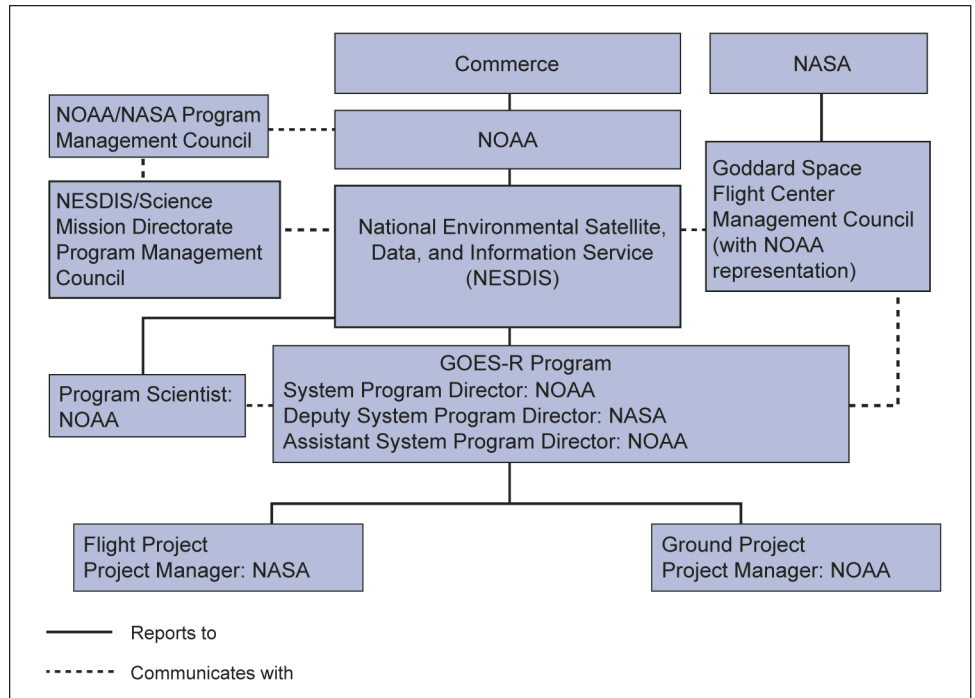 Commerce
NASA
NOAA/NASA Program
Management Council
NOAA
Goddard Space
Flight Center
Management Council
(with NOAA
representation)
NESDIS/Science
Mission Directorate
Program Management
Council
National Environmental Satellite,
Data, and Information Service
(NESDIS)
Program Scientist:
NOAA
GOES-R Program
System Program Director: NOAA
Deputy System Program Director: NASA
Assistant System Program Director: NOAA
Flight Project
Project Manager: NASA
Ground Project
Project Manager: NOAA
Reports to
Communicates with